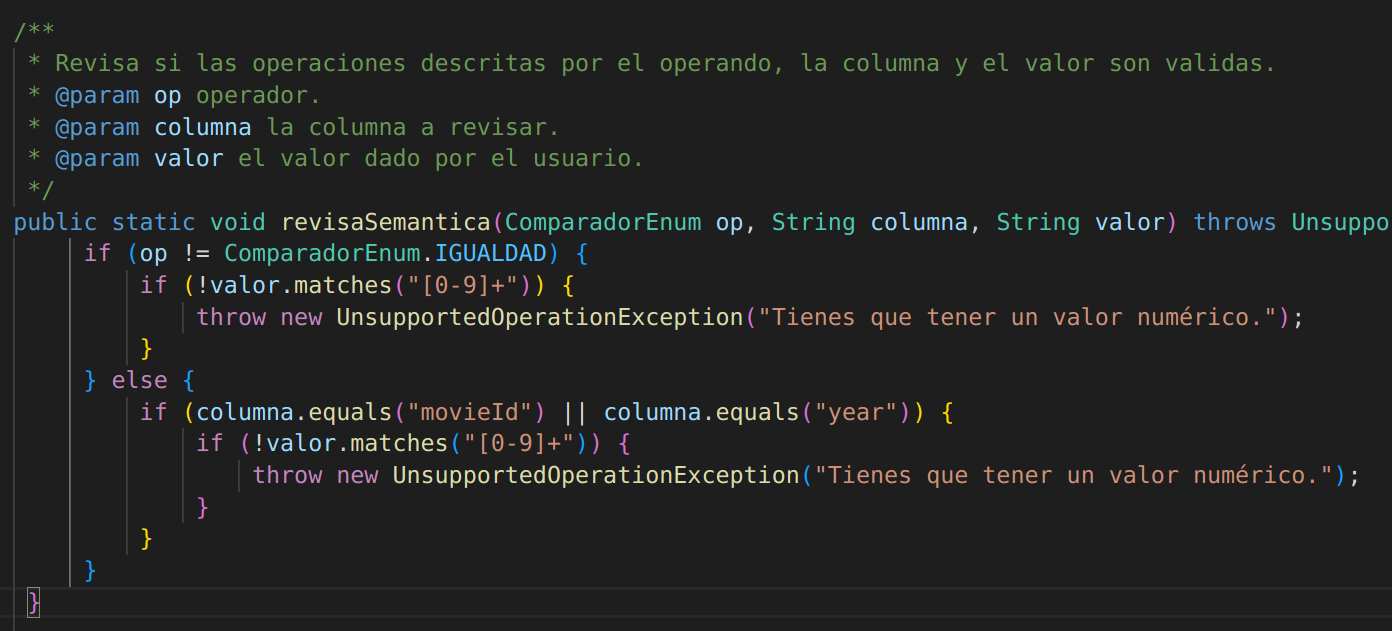 /**
 * Revisa si las operaciones descritas por el operando, la columna y el valor son validas.
 * @param op operador.
 * @param columna la columna a revisar.
 * @param valor el valor dado por el usuario.
 */
public static void revisaSemantica(ComparadorEnum op, String columna, String valor) throws Unsuppo
    if (op != ComparadorEnum.IGUALDAD) {
        if (!valor.matches("[0-9]+")) {
            throw new UnsupportedOperationException("Tienes que tener un valor numérico.");
        }
    } else {
        if (columna.equals("movieId") || columna.equals("year")) {
            if (!valor.matches("[0-9]+")) {
                throw new UnsupportedOperationException("Tienes que tener un valor numérico.");
            }
        }
    }
}